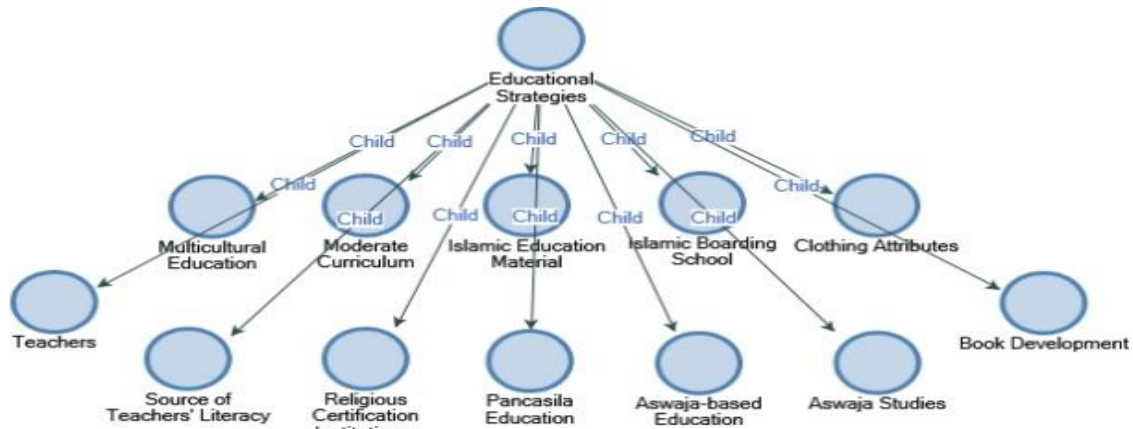 Educational
Strategies
Child
Child
Child
Child
Child
Child
Child
Child
Child
Child
Child
Child
Multicultural
Education
Moderate
Curriculum
Islamic Education
Material
Islamic Boarding
School
Clothing Attributes
Teachers
Book Development
Source of
Teachers' Literacy
Religious
Certification
Pancasila
Education
Aswaja-based
Education
Aswaja Studies